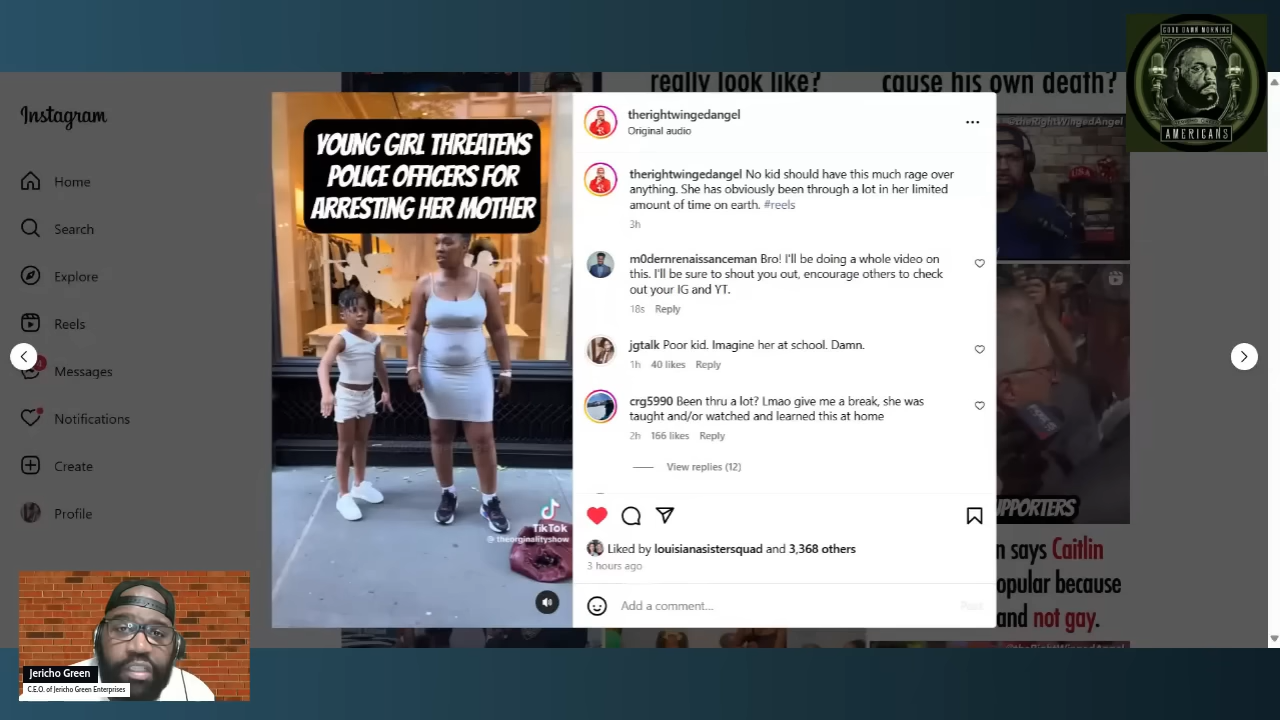 really look like?
cause his own death?
CODE DAMN MORNING
AMERICANS
Instagram
Home
Search
Explore
Reels
Messages
Notifications
Create
Profile
YOUNG GIRL THREATENS
POLICE OFFICERS FOR
ARRESTING HER MOTHER
TikTok
@theorginalityshow
therightwingedangel
Original audio
therightwingedangel No kid should have this much rage over
anything. She has obviously been through a lot in her limited
amount of time on earth. #reels
3h
m0dernrenaissanceman Bro! I'll be doing a whole video on
this. I'll be sure to shout you out, encourage others to check
out your IG and YT.
18s Reply
jgtalk Poor kid. Imagine her at school. Damn.
1h 40 likes Reply
crg5990 Been thru a lot? Lmao give me a break, she was
taught and/or watched and learned this at home
2h 166 likes Reply
View replies (12)
Liked by louisianasistersquad and 3,368 others
3 hours ago
Add a comment...
Post
@theRightWingedAngel
UPPORTERS
n says Caitlin
opular because
and not gay.
@theRightWingedAngel
Jericho Green
C.E.O. of Jericho Green Enterprises